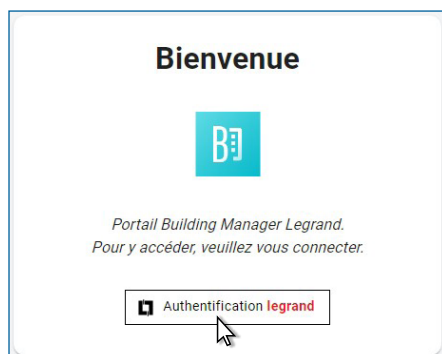 Bienvenue
B
Portail Building Manager Legrand.
Pour y accéder, veuillez vous connecter.
Authentification legrand